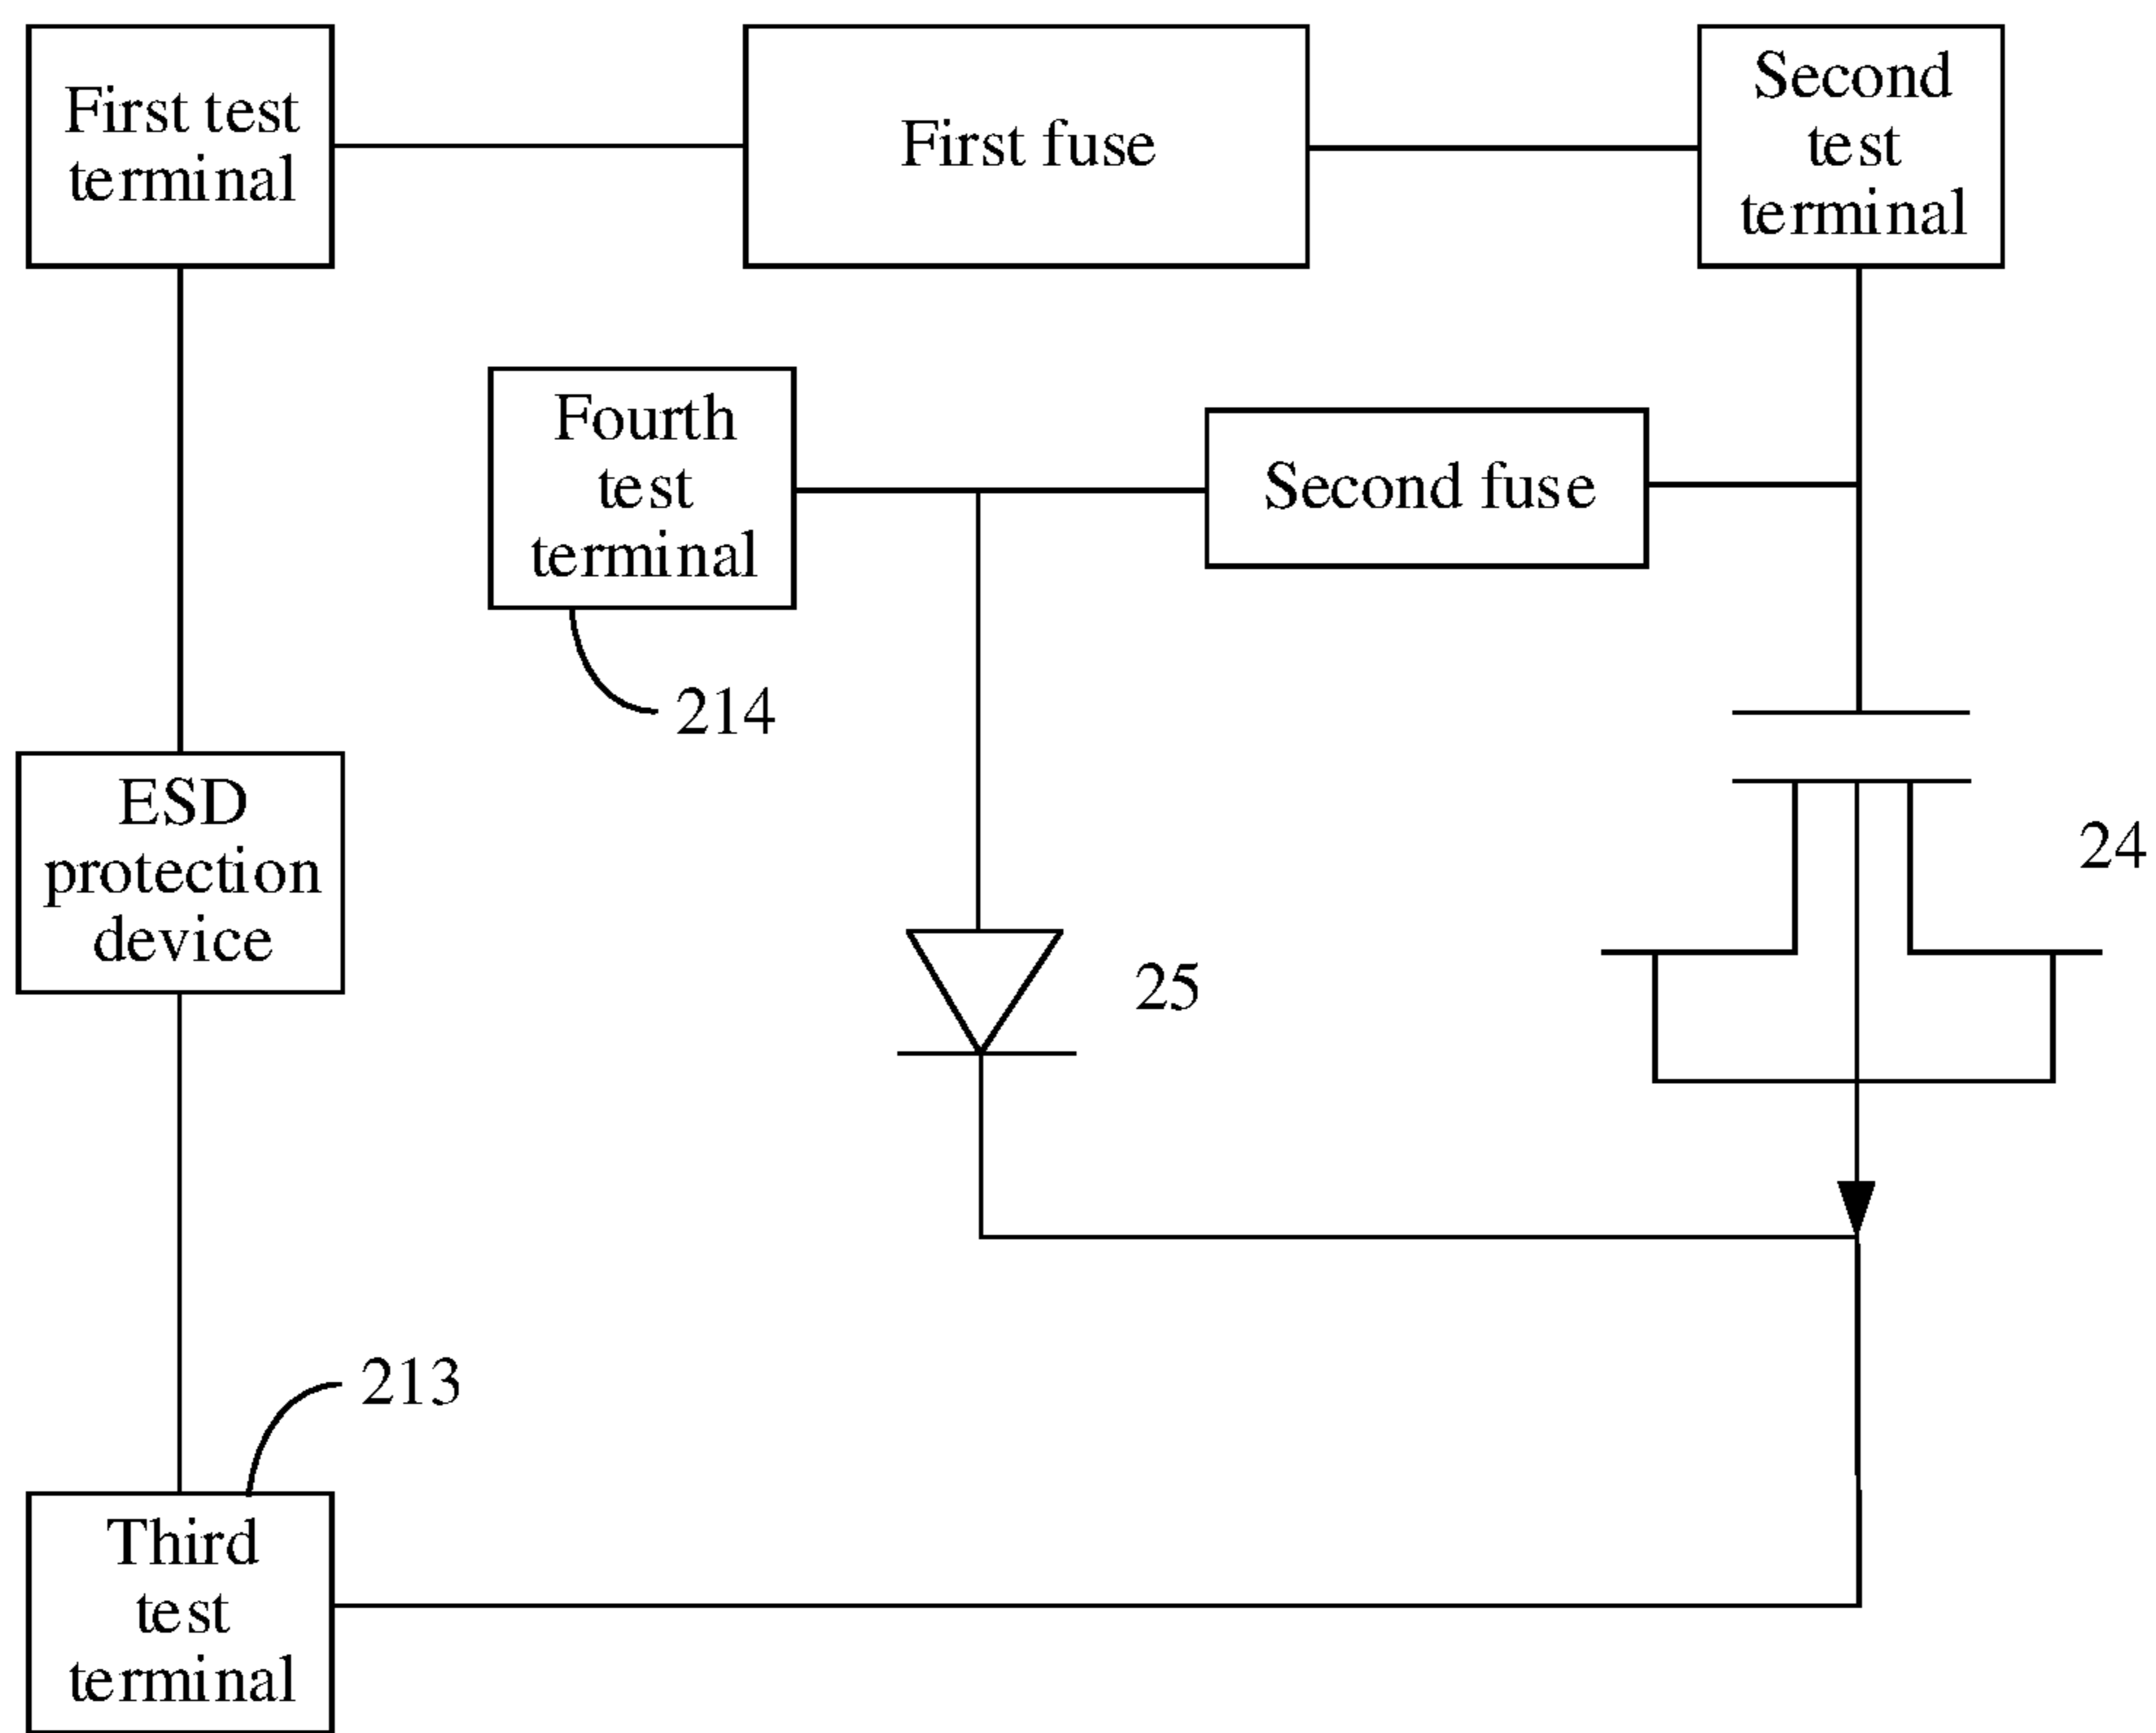 First test
terminal
First fuse
Second
test
terminal
Fourth
test
terminal
Second fuse
214
ESD
protection
device
24
25
213
Third
test
terminal